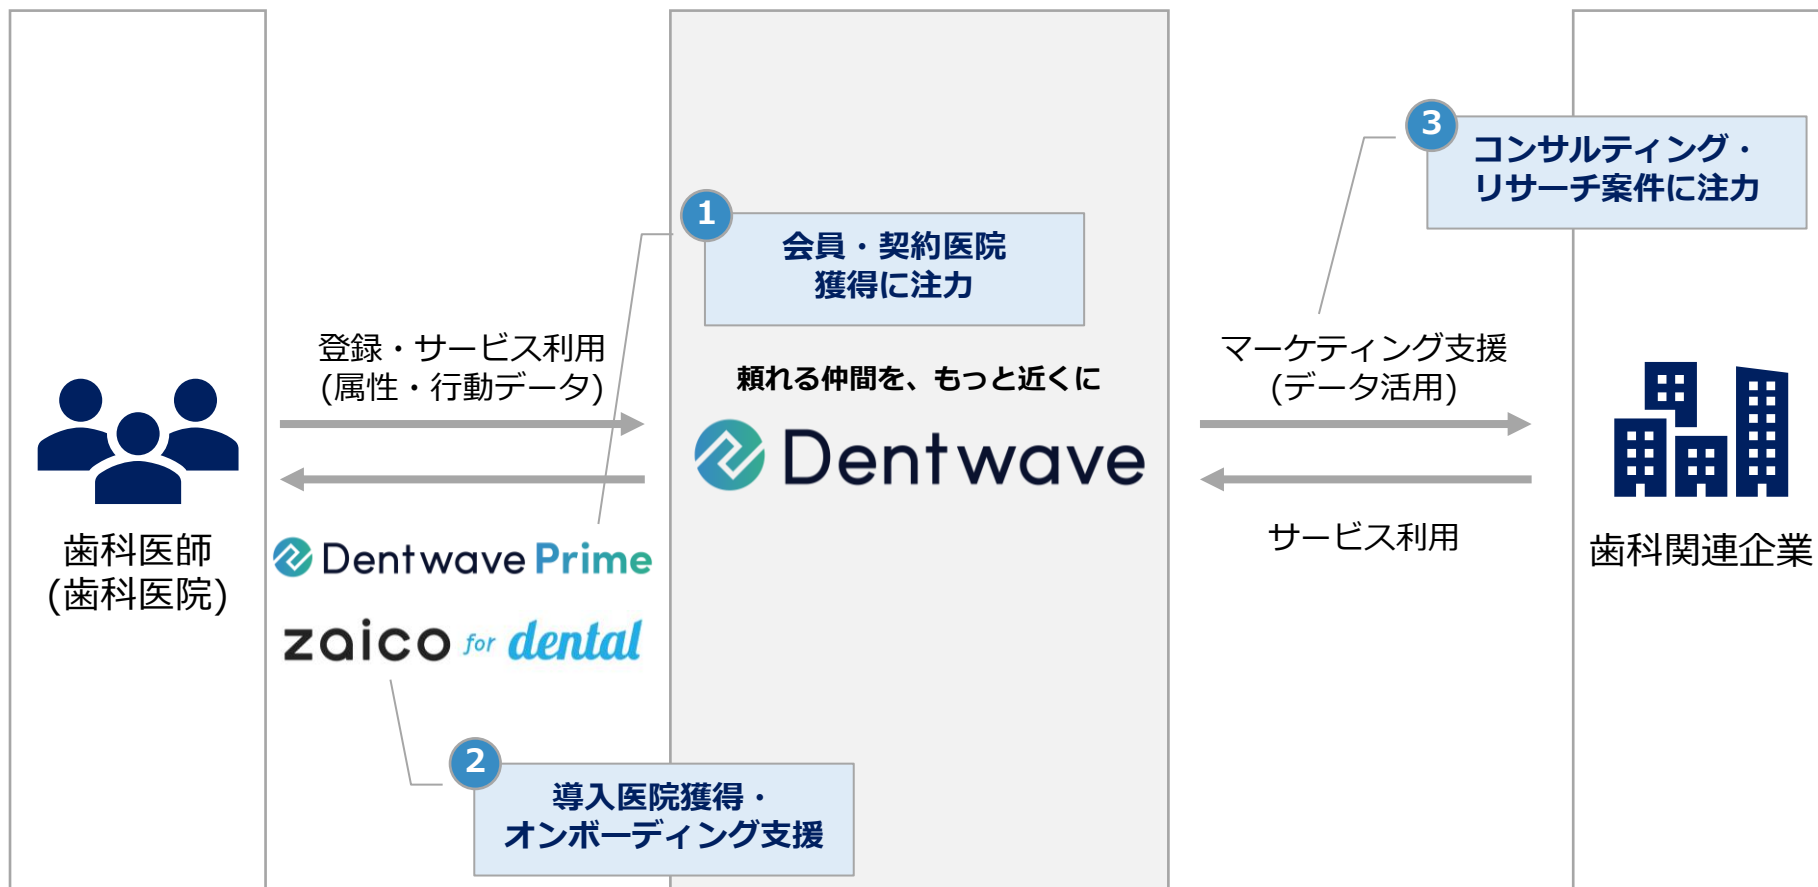 歯科医師
(歯科医院)
登録・サービス利用
(属性・行動データ)
Dentwave Prime
zaico for dental
1
会員・契約医院
獲得に注力
頼れる仲間を、もっと近くに
Dentwave
2
導入医院獲得・
オンボーディング支援
3
コンサルティング・
リサーチ案件に注力
マーケティング支援
(データ活用)
サービス利用
歯科関連企業